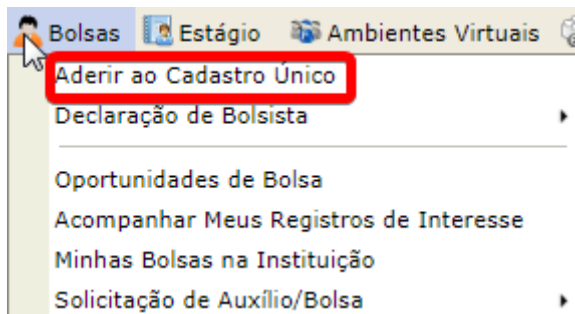 Bolsas Estágio Ambientes Virtuais
Aderir ao Cadastro Único
Declaração de Bolsista
Oportunidades de Bolsa
Acompanhar Meus Registros de Interesse
Minhas Bolsas na Instituição
Solicitação de Auxílio/Bolsa